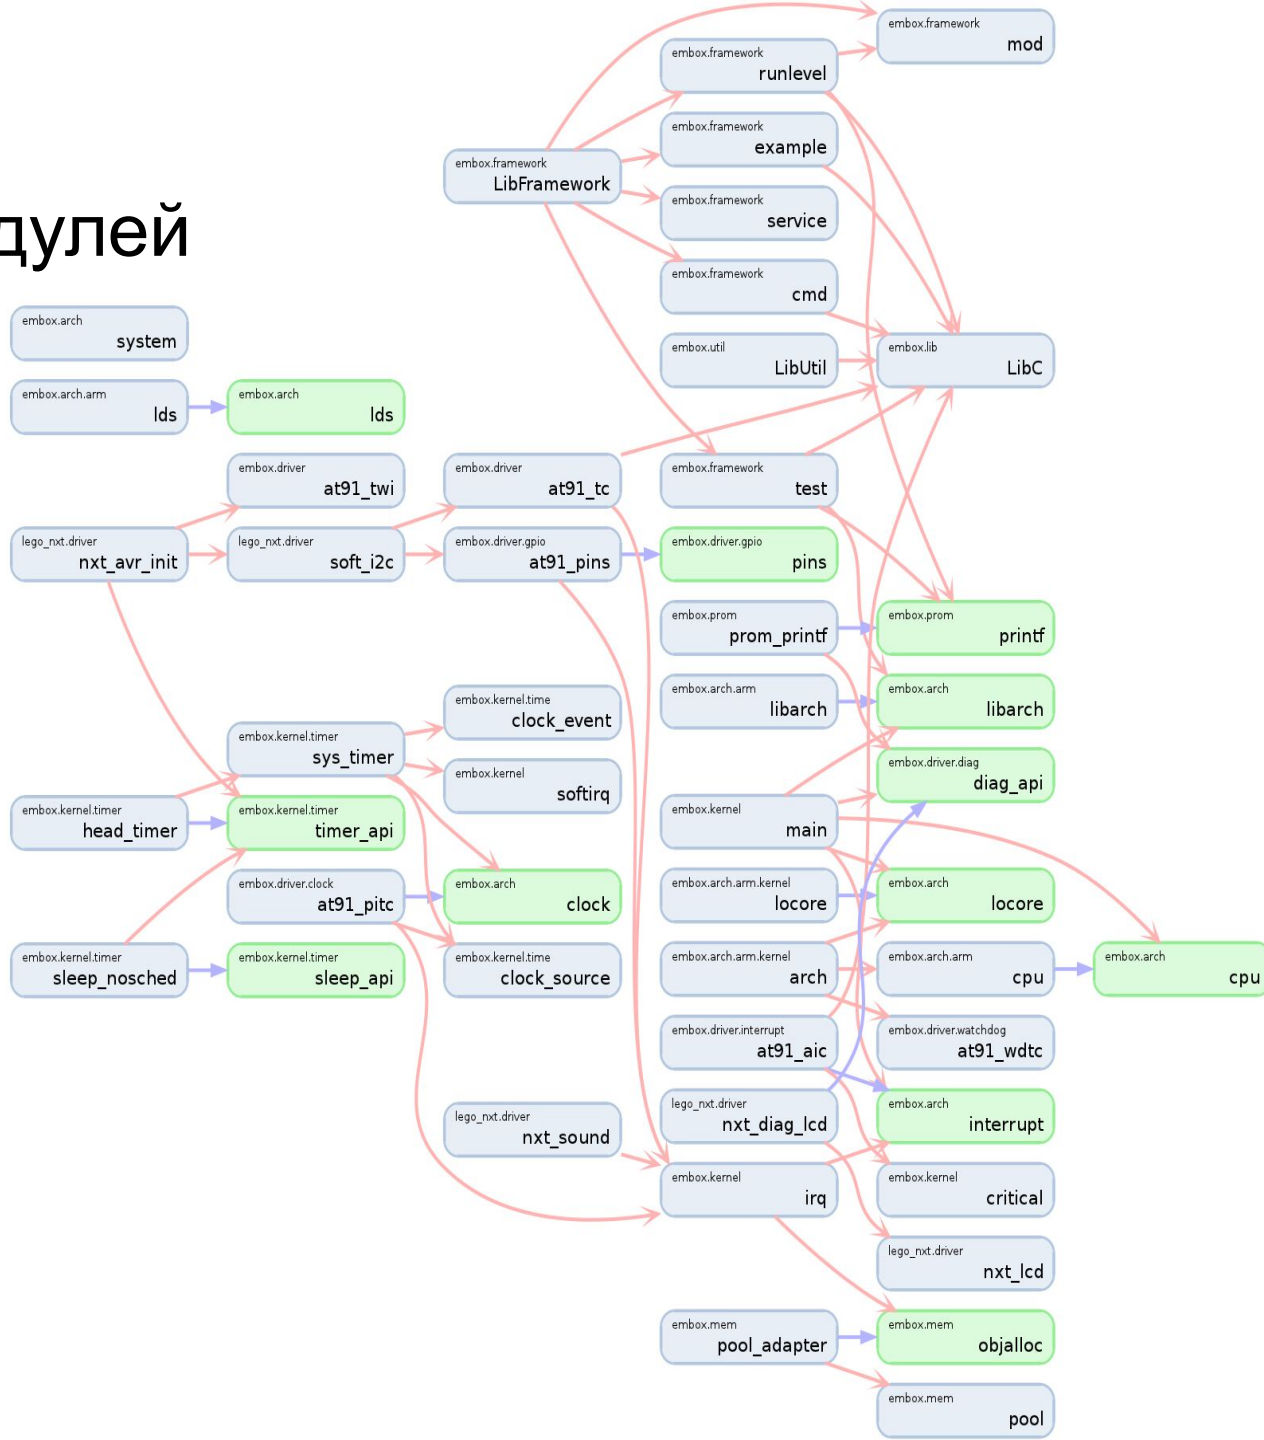 embox.framework
mod
embox.framework
runlevel
embox.framework
example
embox.framework
LibFramework
embox.framework
service
дулей
embox.framework
cmd
embox.arch
system
embox.util
LibUtil
embox.lib
LibC
embox.arch.arm
lds
embox.arch
lds
embox.driver
at91_twi
embox.driver
at91_tc
embox.framework
test
lego_nxt.driver
nxt_avr_init
lego_nxt.driver
soft_i2c
embox.driver.gpio
at91_pins
embox.driver.gpio
pins
embox.prom
prom_printf
embox.prom
printf
embox.arch.arm
libarch
embox.arch
libarch
embox.kernel.time
clock_event
embox.kernel.timer
sys_timer
embox.kernel
softirq
embox.driver.diag
diag_api
embox.kernel.timer
head_timer
embox.kernel.timer
timer_api
embox.kernel
main
embox.driver.clock
at91_pitc
embox.arch
clock
embox.arch.arm.kernel
locore
embox.arch
locore
embox.kernel.timer
sleep_nosched
embox.kernel.timer
sleep_api
embox.kernel.time
clock_source
embox.arch.arm.kernel
arch
embox.arch.arm
cpu
embox.arch
cpu
embox.driver.interrupt
at91_aic
embox.driver.watchdog
at91_wdtc
lego_nxt.driver
nxt_sound
lego_nxt.driver
nxt_diag_lcd
embox.arch
interrupt
embox.kernel
irq
embox.kernel
critical
lego_nxt.driver
nxt_lcd
embox.mem
pool_adapter
embox.mem
objalloc
embox.mem
pool